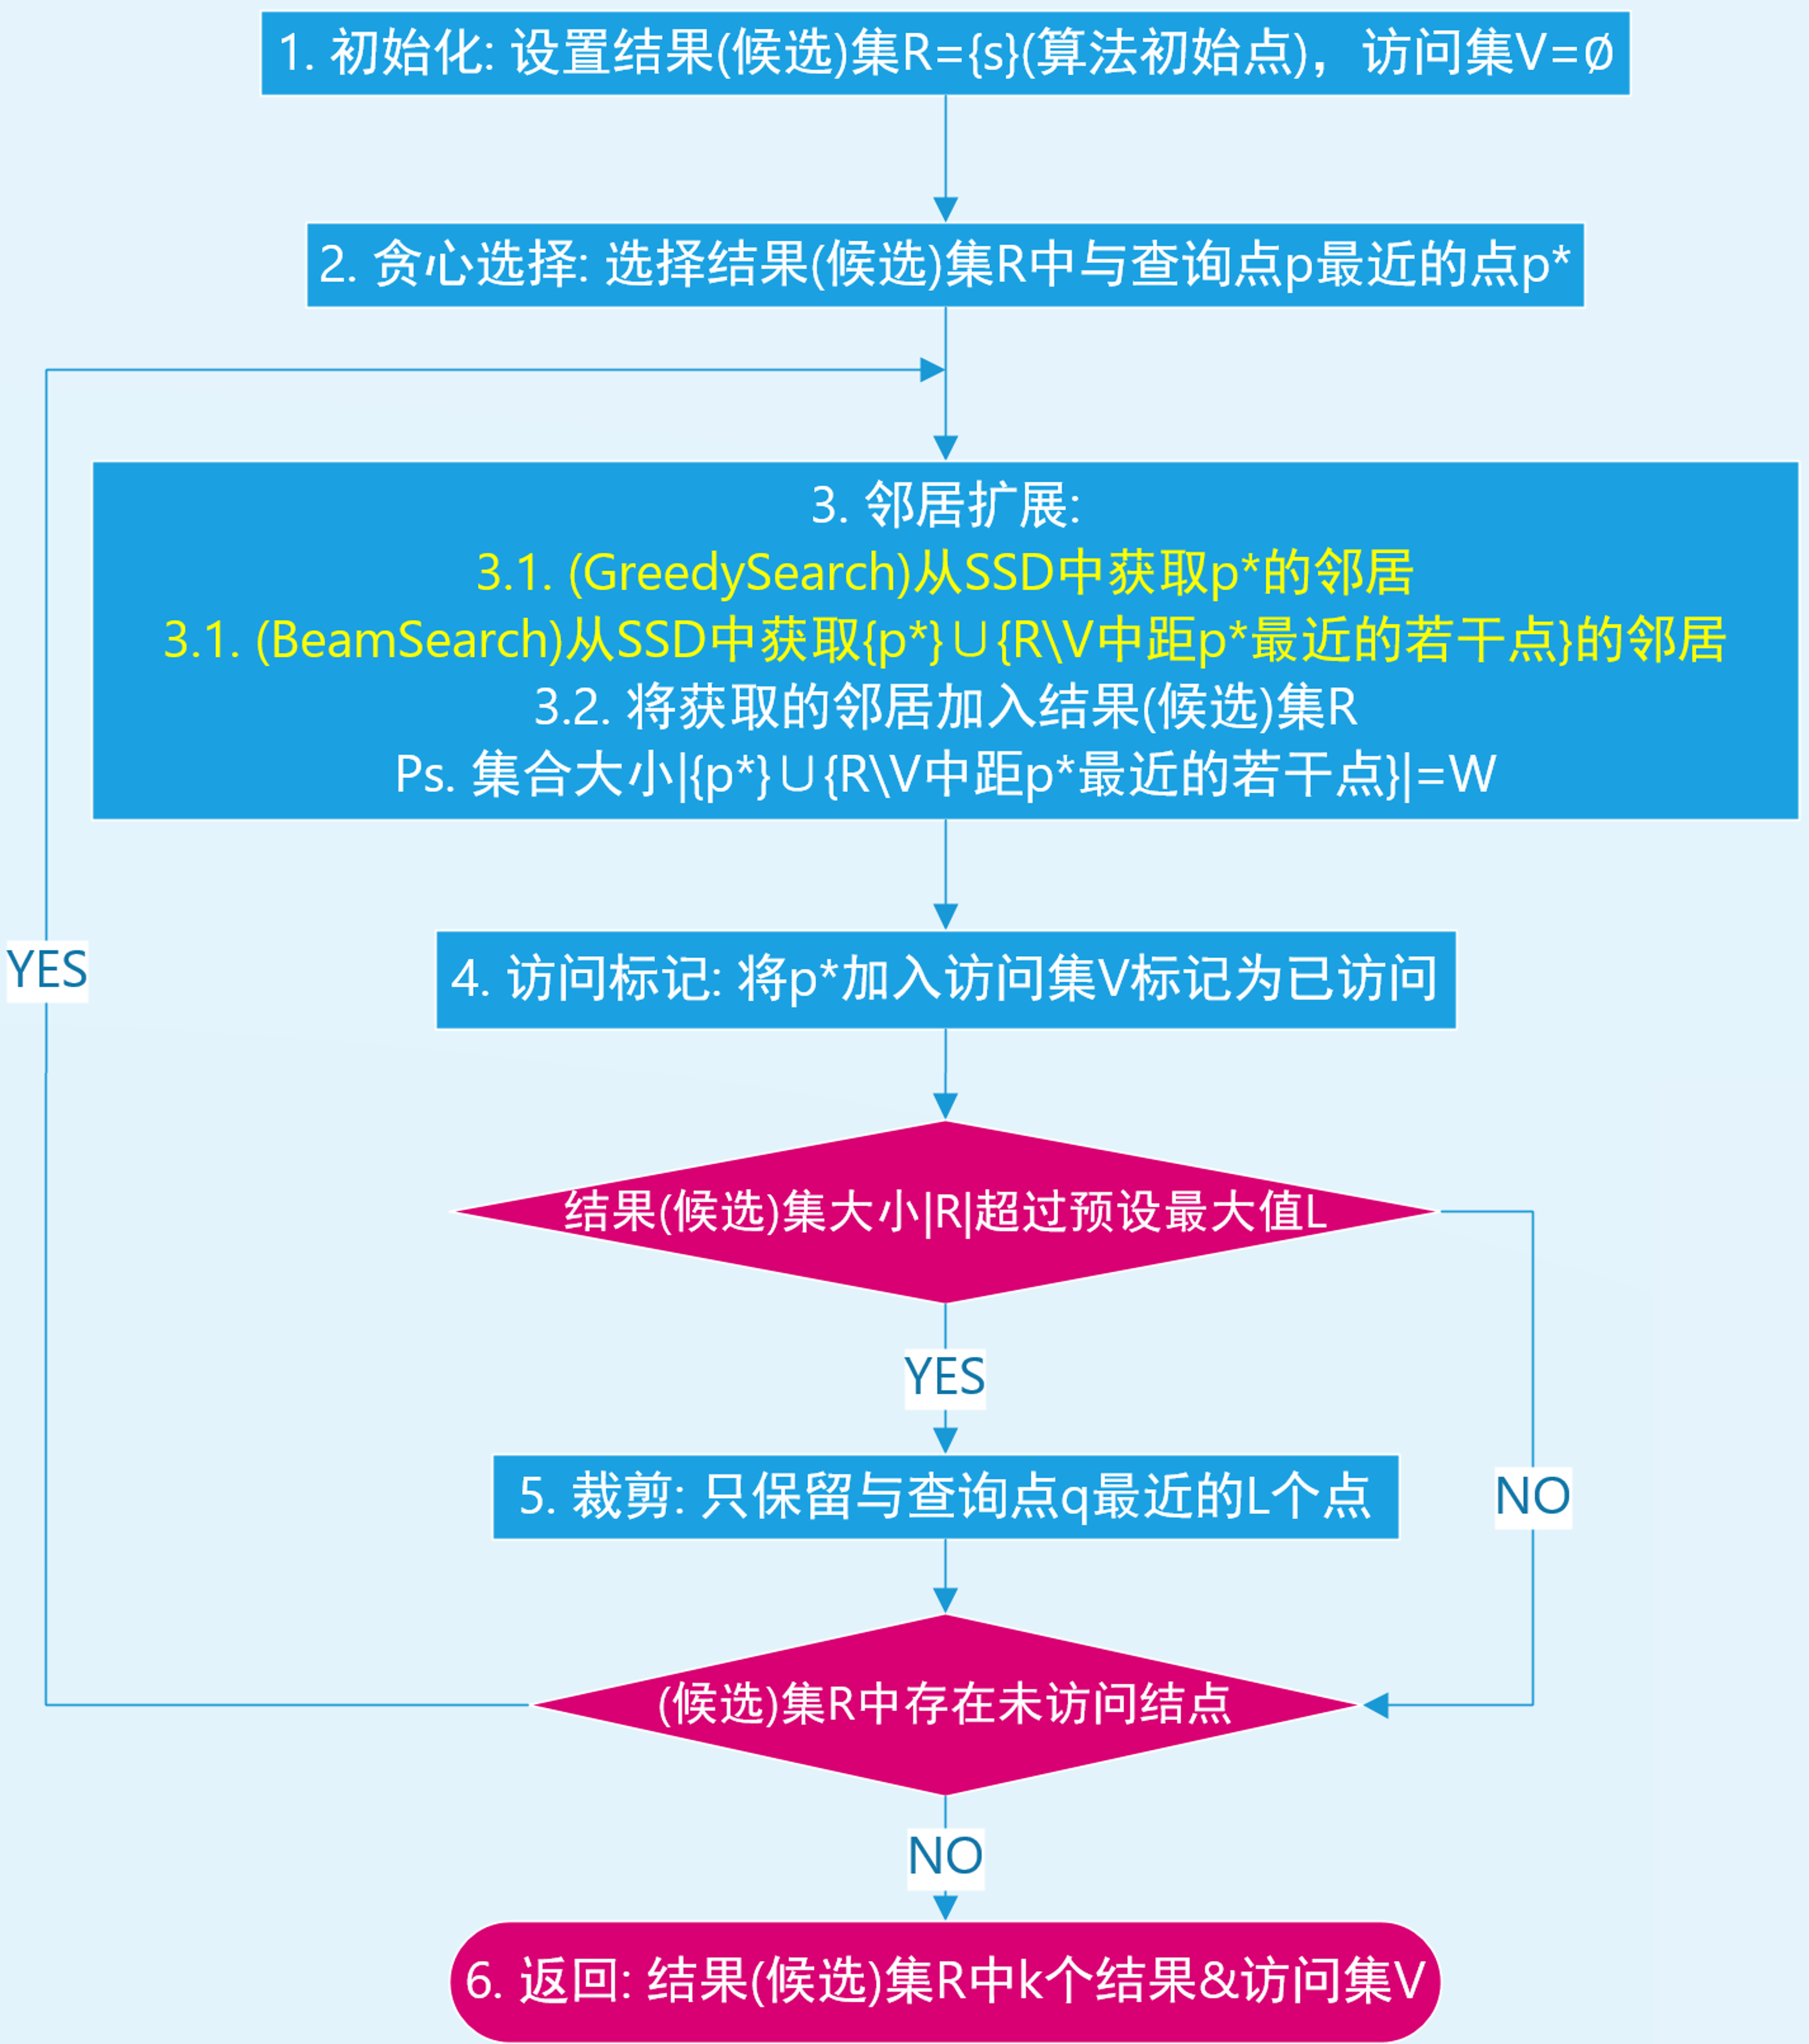 1. 初始化: 设置结果(候选)集R={s}(算法初始点)， 访问集V=∅
2. 贪心选择: 选择结果(候选)集R中与查询点p最近的点p*
3. 邻居扩展:
3.1. (GreedySearch)从SSD中获取p*的邻居
3.1. (BeamSearch)从SSD中获取{p*}∪{R\V中距p*最近的若干点}的邻居
3.2. 将获取的邻居加入结果(候选)集R
Ps. 集合大小|{p*}∪{R\V中距p*最近的若干点}|=W
YES
4. 访问标记: 将p*加入访问集V标记为已访问
结果(候选)集大小|R|超过预设最大值L
YES
5. 裁剪: 只保留与查询点q最近的L个点
NO
(候选)集R中存在未访问结点
NO
6. 返回: 结果(候选)集R中k个结果&访问集V